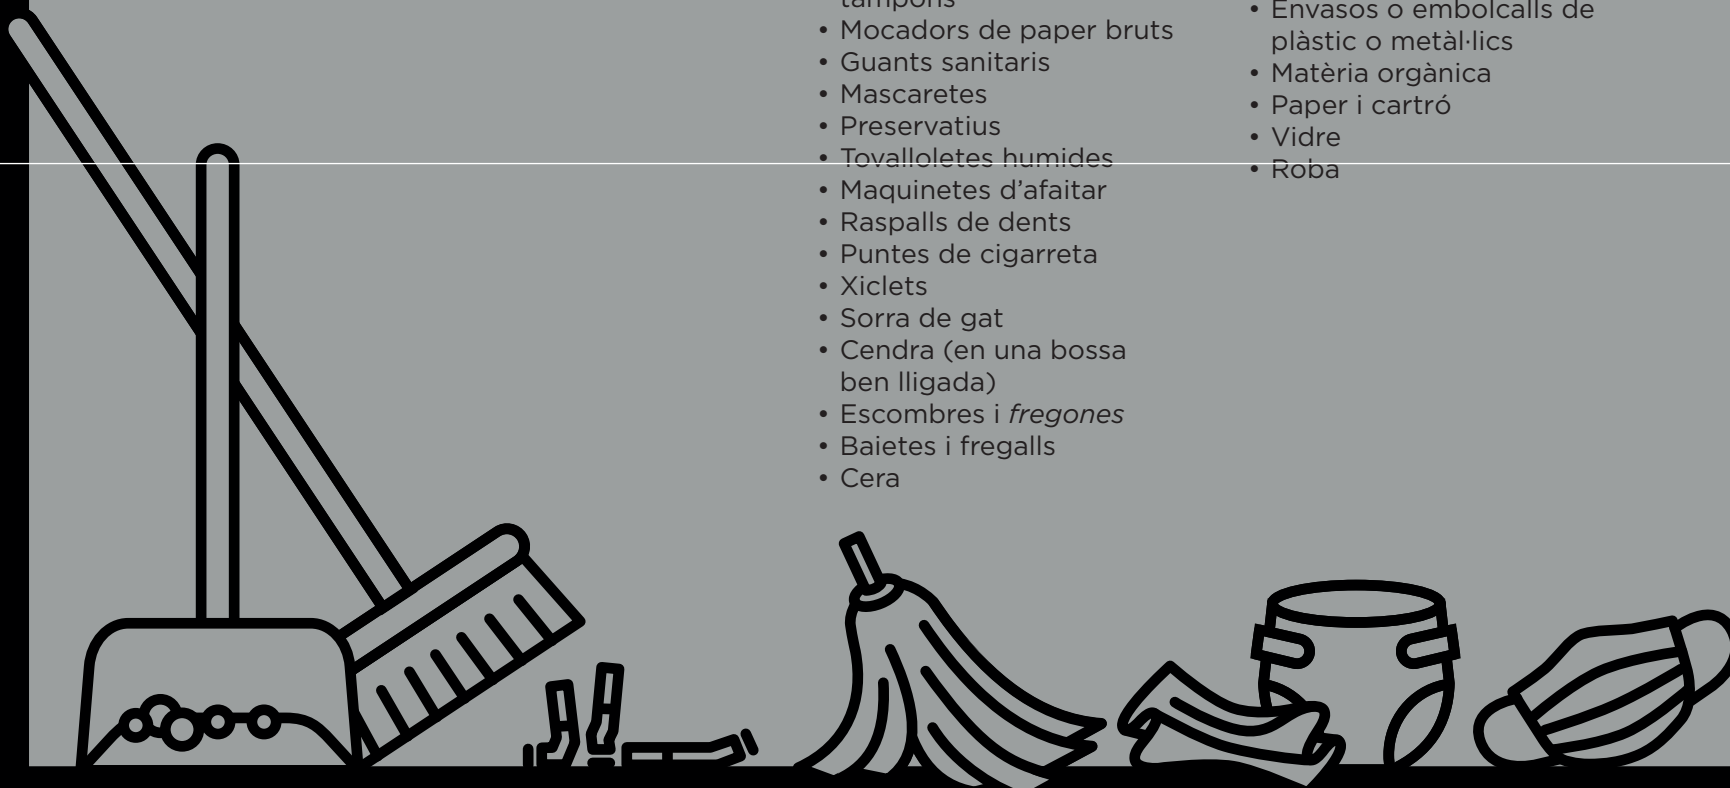 tampons
• Mocadors de paper bruts
• Guants sanitaris
• Mascaretes
• Preservatius
• Tovalloletes humides
• Maquinetes d’afaitar
• Raspalls de dents
• Puntes de cigarreta
• Xiclets
• Sorra de gat
• Cendra (en una bossa
ben lligada)
• Escombres i fregones
• Baietes i fregalls
• Cera
• Envasos o embolcalls de
plàstic o metàl·lics
• Matèria orgànica
• Paper i cartró
• Vidre
• Roba